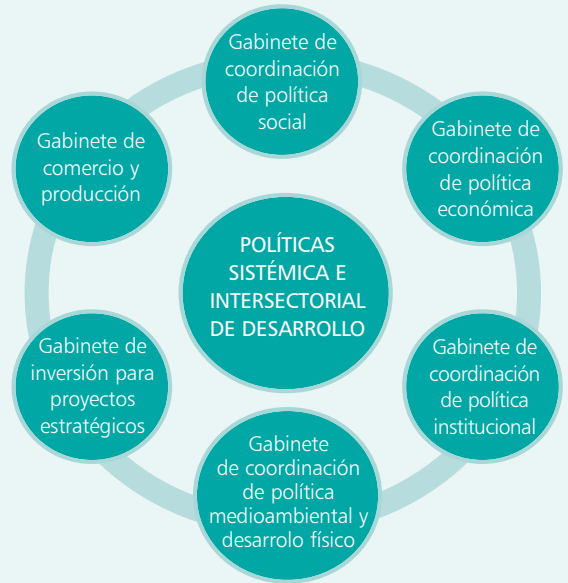 Gabinete de
coordinación
de política
social
Gabinete de
coordinación
de política
económica
Gabinete de
coordinación
de política
institucional
Gabinete
de coordinación
de política
medioambiental y
desarrolo físico
Gabinete de
inversión para
proyectos
estratégicos
Gabinete de
comercio y
producción
POLÍTICAS
SISTÉMICA E
INTERSECTORIAL
DE DESARROLLO